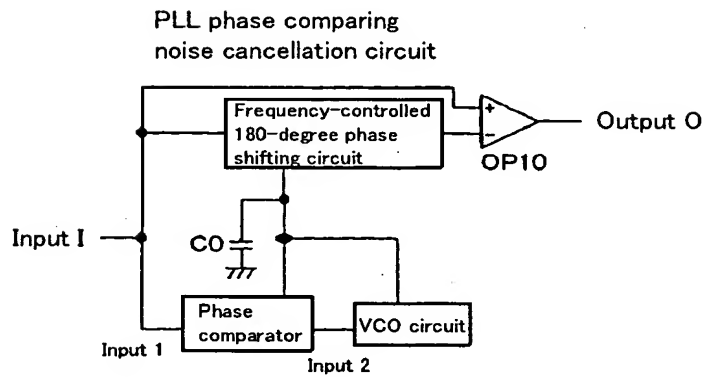 PLL phase comparing
noise cancellation circuit
Frequency-controlled
180-degree phase
shifting circuit
+
−
OP10
Output O
Input I
C0
Phase
comparator
VCO circuit
Input 1
Input 2